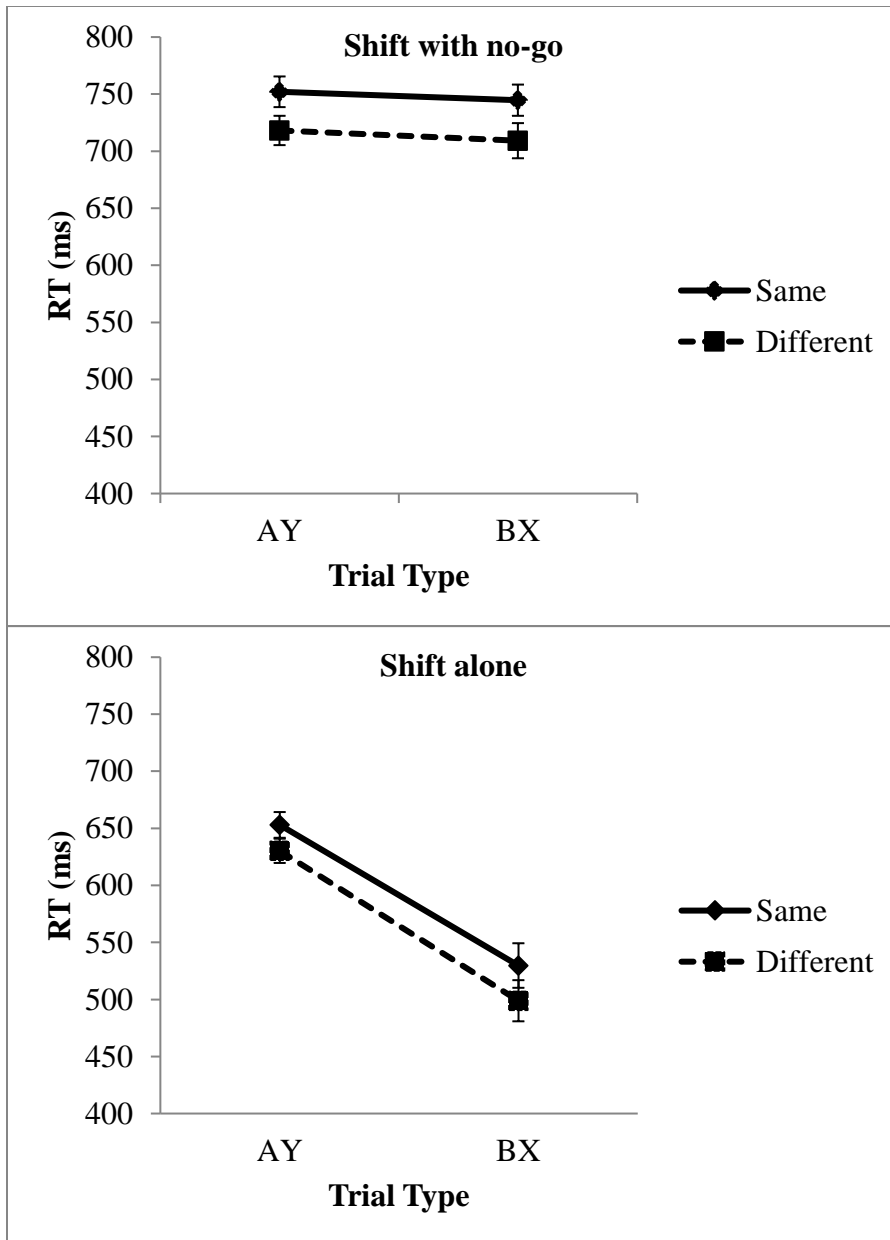 Shift with no-go
800
750
700
650
600
550
500
450
400
RT (ms)
AY BX
Trial Type
Same
Different
Shift alone
800
750
700
650
600
550
500
450
400
RT (ms)
AY BX
Trial Type
Same
Different